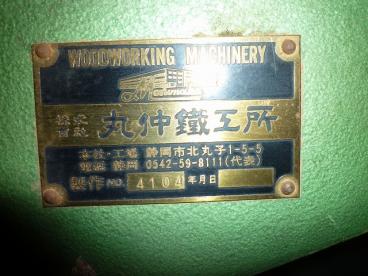 WOODWORKING MACHINERY
Marunaka
株式会社 丸仲鐵工所
本社・工場 静岡市北丸子1-5-5
電話 静岡 0542-59-8111(代表)
製作NO. 4104 年月日